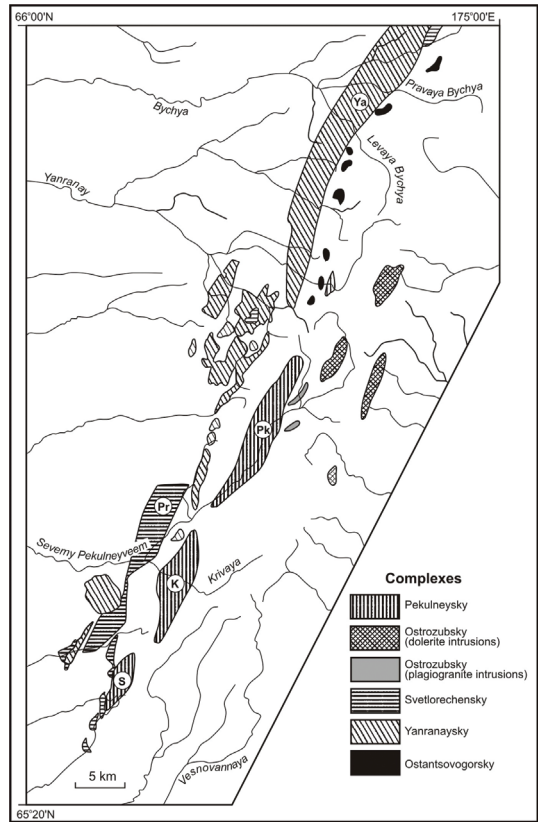 66°00'N
175°00'E
Ya
Pravaya Bychya
Bychya
Levaya Bychya
Yanranay
Pk
Pr
Severny Pekulneyveem
K
Krivaya
S
Vesnovannaya
Complexes
Pekulneysky
Ostrozubsky
(dolerite intrusions)
Ostrozubsky
(plagiogranite intrusions)
Svetlorechensky
Yanranaysky
Ostantsovogorsky
5 km
65°20'N